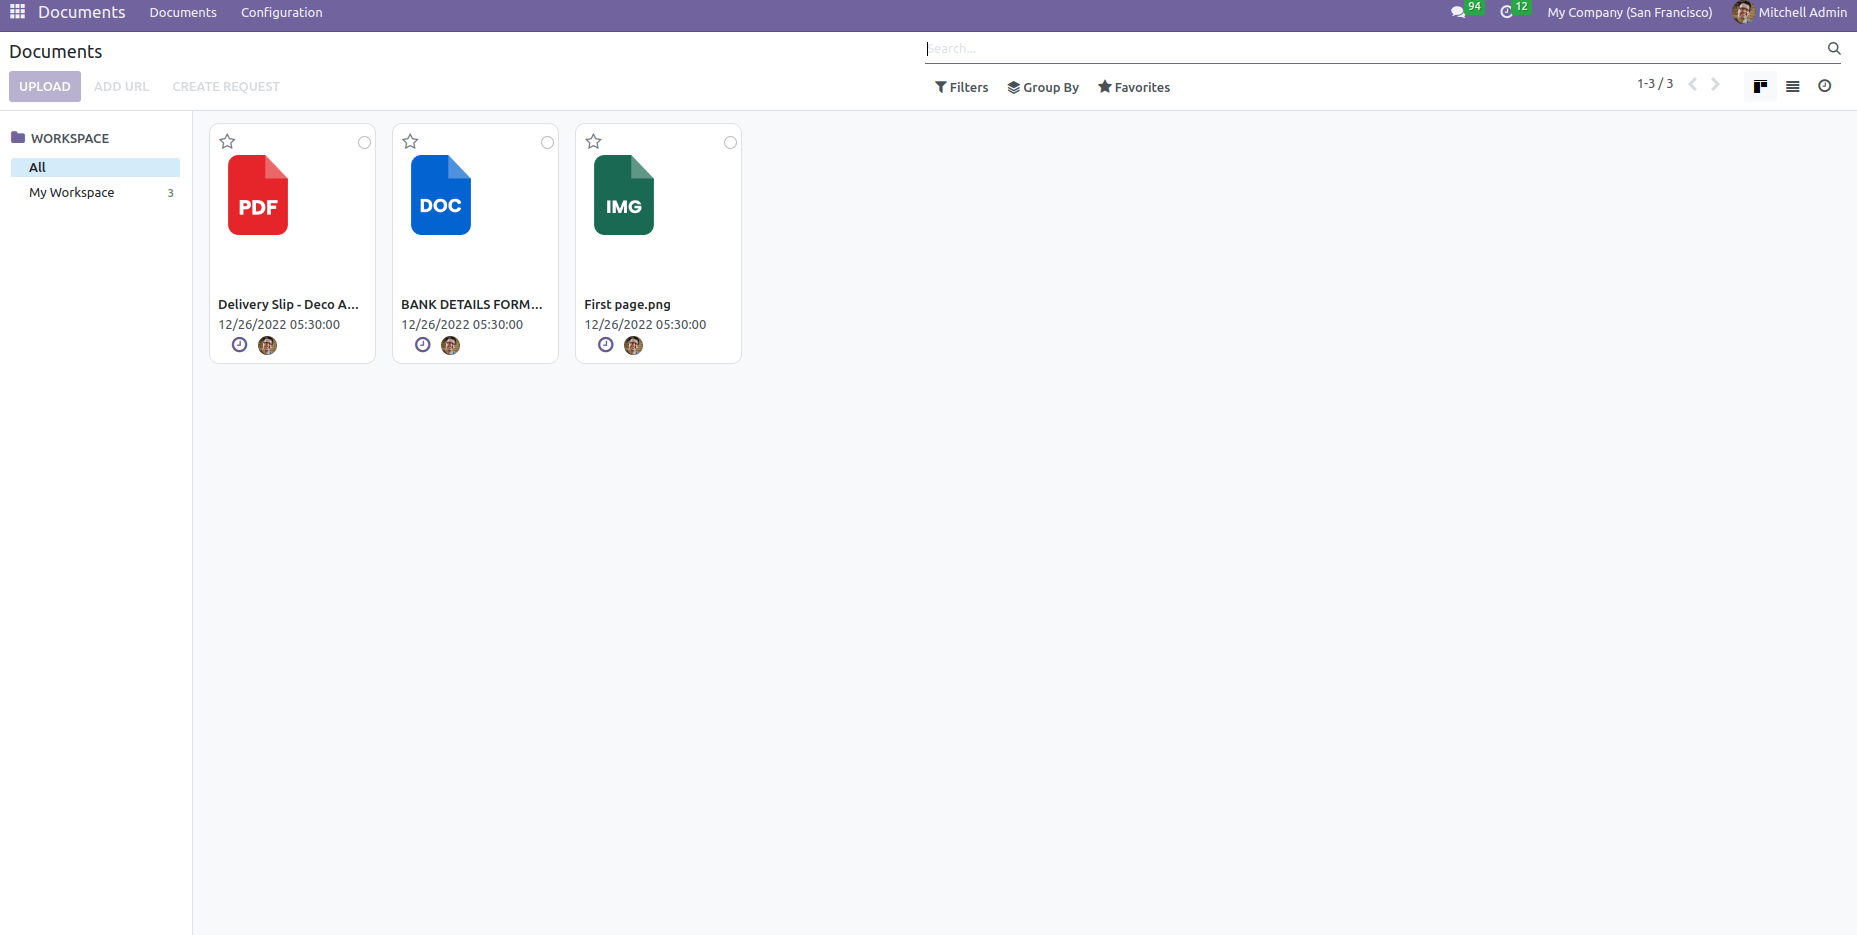 Documents Documents Configuration 94 12 My Company (San Francisco) Mitchell Admin
Documents
Search...
UPLOAD ADD URL CREATE REQUEST
Filters Group By Favorites 1-3 / 3
WORKSPACE
All
My Workspace 3
PDF
Delivery Slip - Deco A...
12/26/2022 05:30:00
DOC
BANK DETAILS FORM...
12/26/2022 05:30:00
IMG
First page.png
12/26/2022 05:30:00